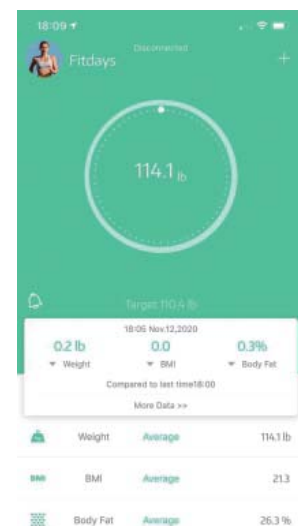 18:09
Disconnected
Fitdays
+
114.1 lb
Target: 110.4 lb
18:06 Nov.12,2020
0.2 lb 0.0 0.3%
Weight BMI Body Fat
Compared to last time18:00
More Data >>
Weight Average 114.1 lb
BMI BMI Average 21.3
Body Fat Average 26.3 %